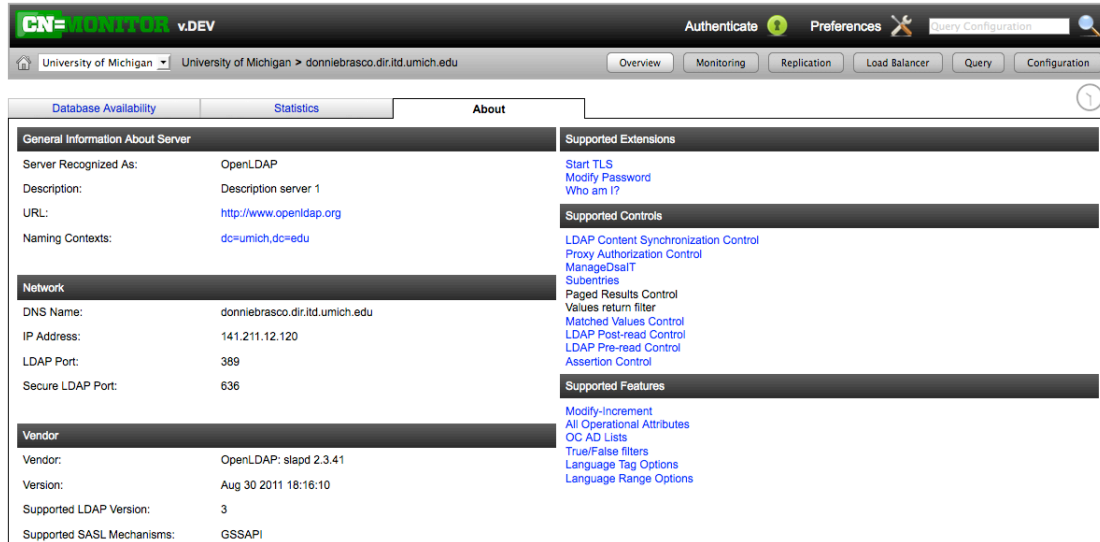 CN=MONITOR v.DEV
Authenticate Preferences Query Configuration
University of Michigan University of Michigan > donniebrasco.dir.itd.umich.edu
Overview Monitoring Replication Load Balancer Query Configuration
Database Availability Statistics About
General Information About Server
Server Recognized As: OpenLDAP
Description: Description server 1
URL: http://www.openldap.org
Naming Contexts: dc=umich,dc=edu
Network
DNS Name: donniebrasco.dir.itd.umich.edu
IP Address: 141.211.12.120
LDAP Port: 389
Secure LDAP Port: 636
Vendor
Vendor: OpenLDAP: slapd 2.3.41
Version: Aug 30 2011 18:16:10
Supported LDAP Version: 3
Supported SASL Mechanisms: GSSAPI
Supported Extensions
Start TLS
Modify Password
Who am I?
Supported Controls
LDAP Content Synchronization Control
Proxy Authorization Control
ManageDsaIT
Subentries
Paged Results Control
Values return filter
Matched Values Control
LDAP Post-read Control
LDAP Pre-read Control
Assertion Control
Supported Features
Modify-Increment
All Operational Attributes
OC AD Lists
True/False filters
Language Tag Options
Language Range Options